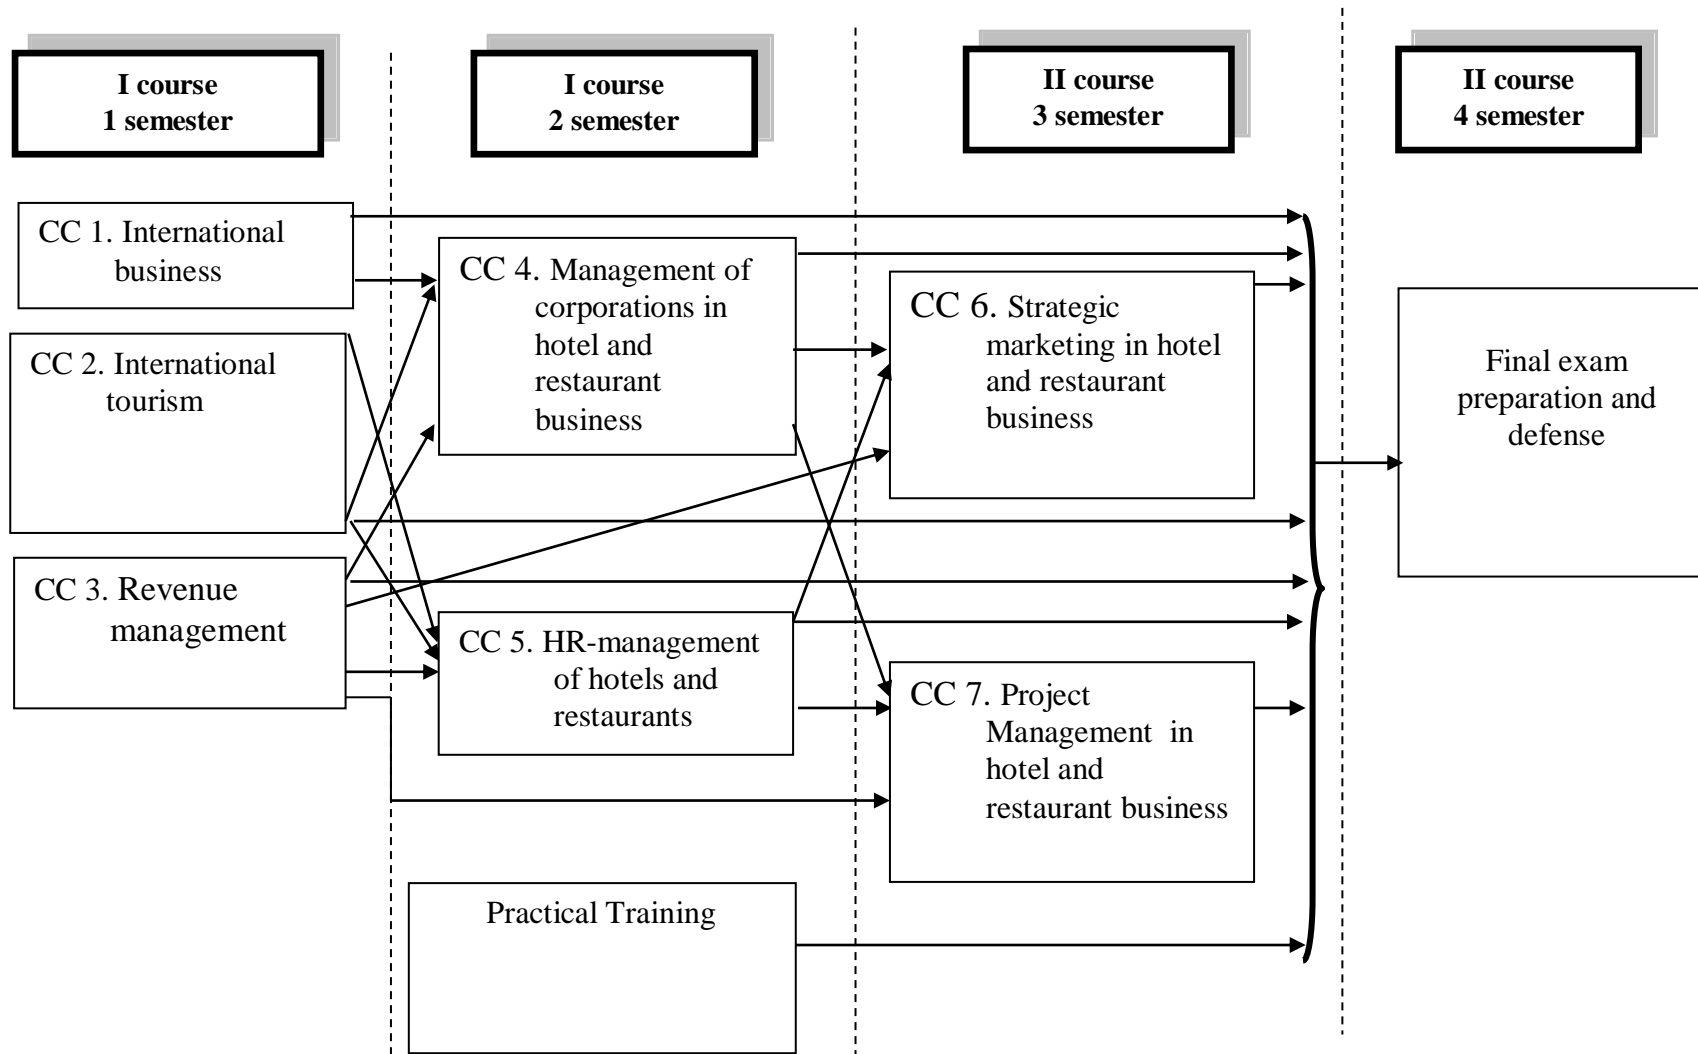 I course
1 semester
I course
2 semester
II course
3 semester
II course
4 semester
CC 1. International
business
CC 2. International
tourism
CC 3. Revenue
management
CC 4. Management of
corporations in
hotel and
restaurant
business
CC 5. HR-management
of hotels and
restaurants
Practical Training
CC 6. Strategic
marketing in hotel
and restaurant
business
CC 7. Project
Management in
hotel and
restaurant business
Final exam
preparation and
defense